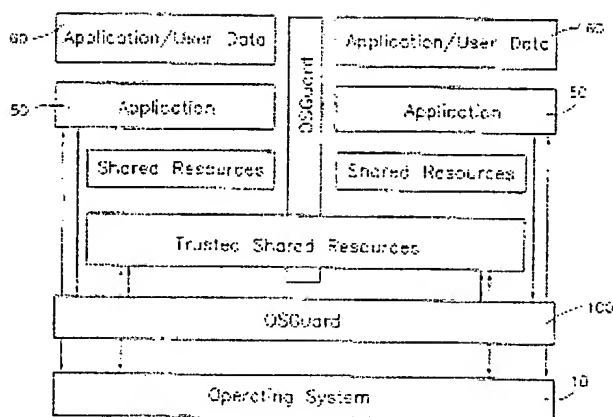 60
Application/User Data
OSGuard
Application/User Data
60
50
Application
Application
50
Shared Resources
Shared Resources
Trusted Shared Resources
OSGuard
100
Operating System
10